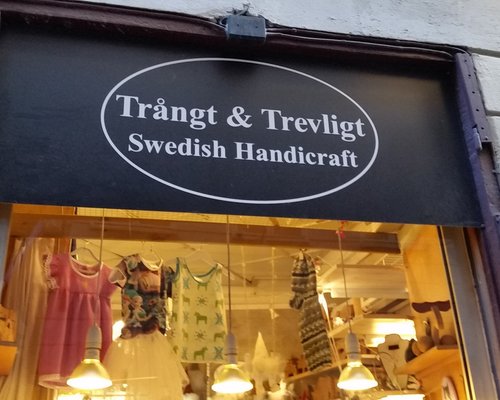 Trångt & Trevligt
Swedish Handicraft